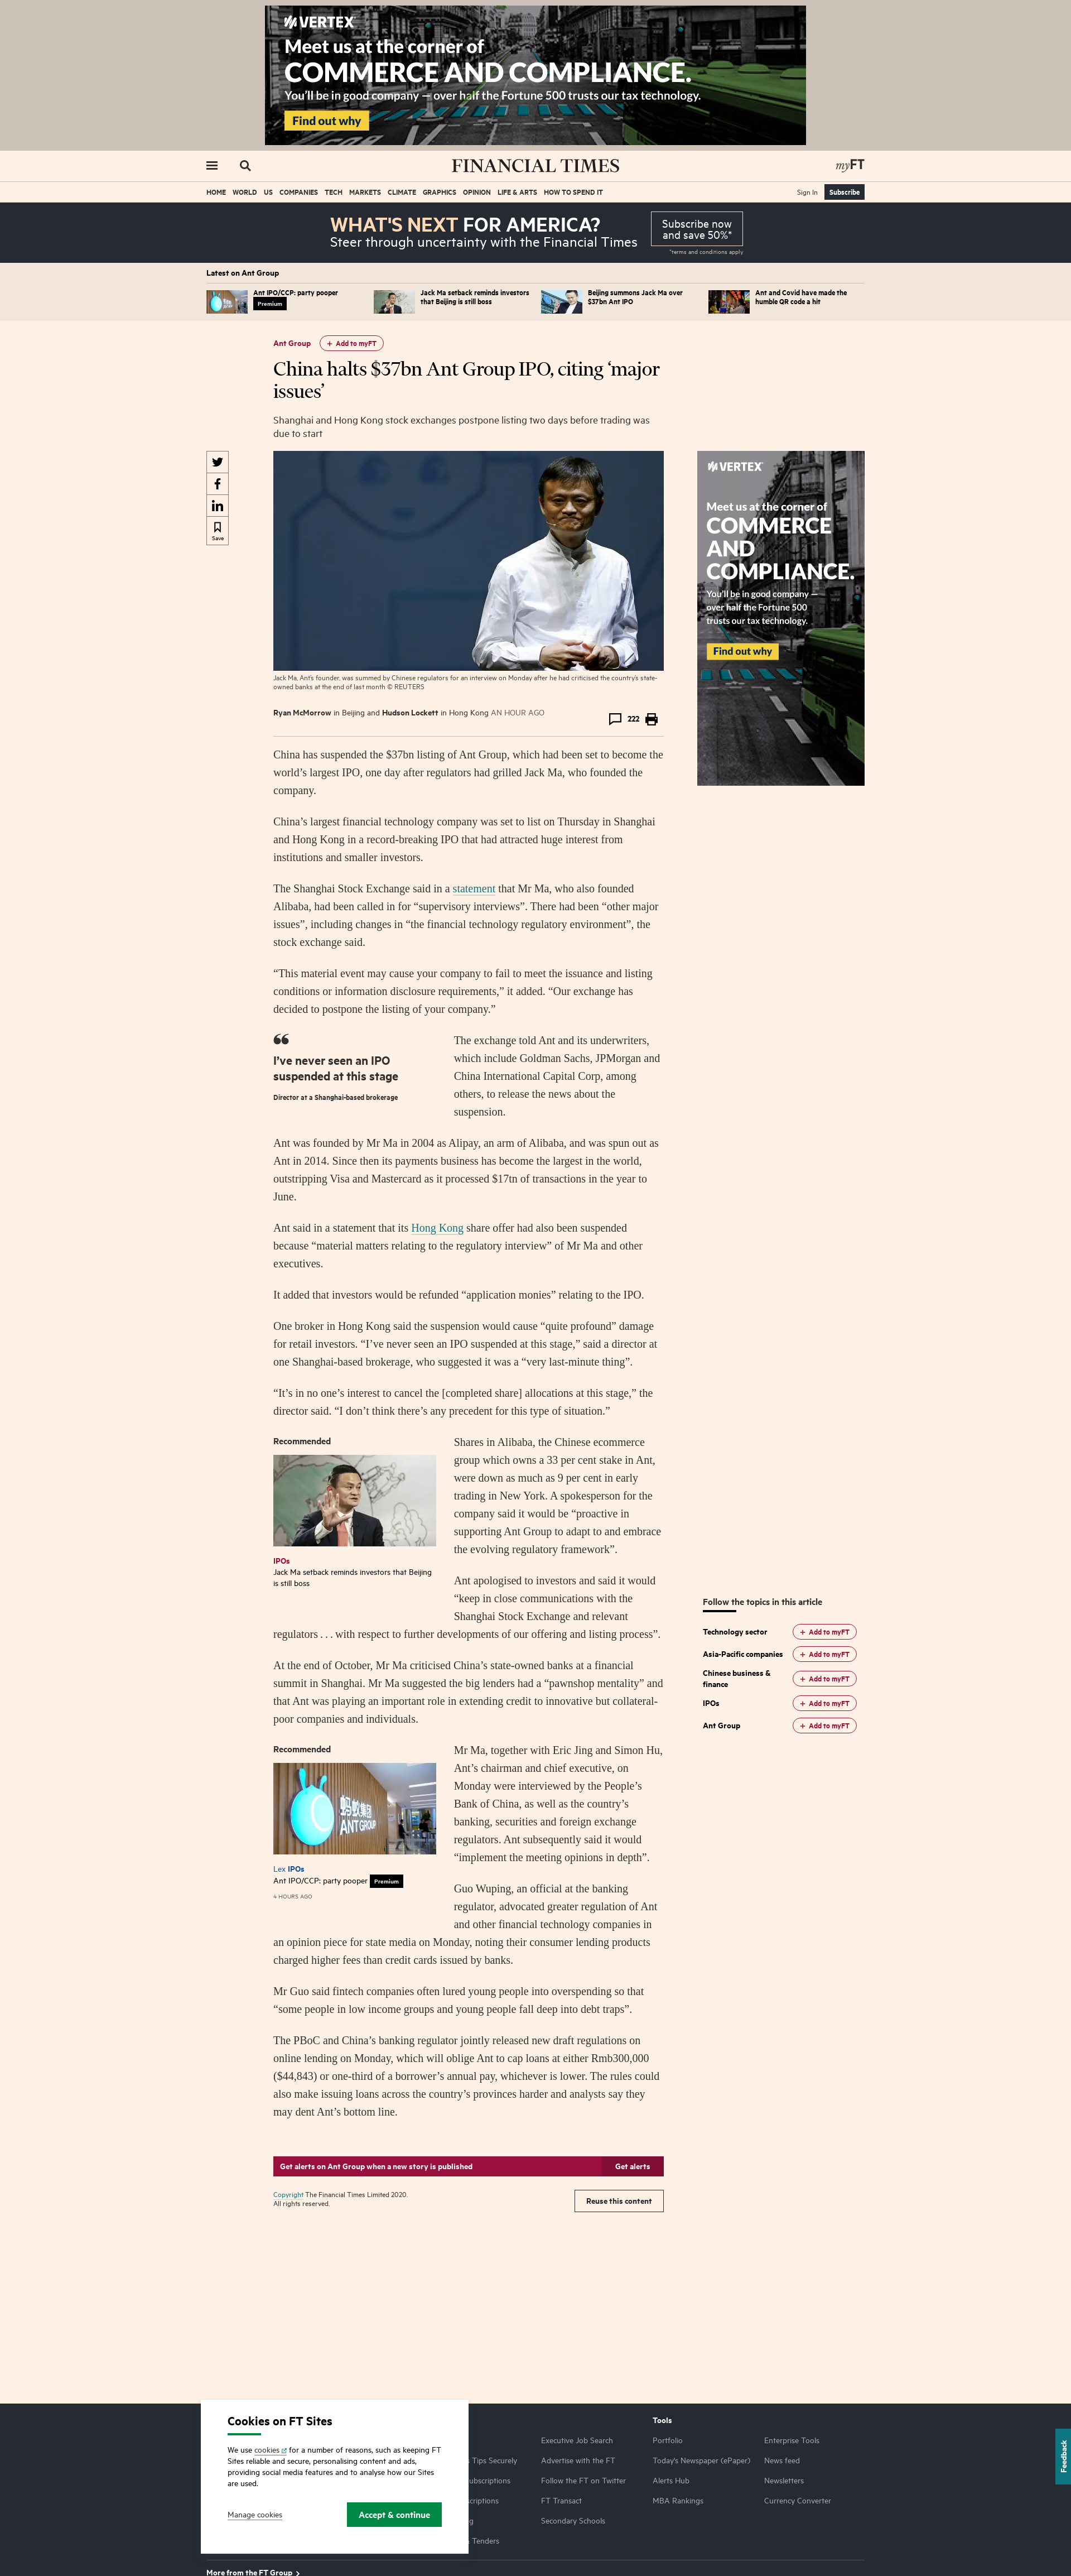 VERTEX
Meet us at the corner of
COMMERCE AND COMPLIANCE.
You'll be in good company — over half the Fortune 500 trusts our tax technology.
Find out why
FINANCIAL TIMES
myFT
HOME WORLD US COMPANIES TECH MARKETS CLIMATE GRAPHICS OPINION LIFE & ARTS HOW TO SPEND IT
Sign In Subscribe
WHAT'S NEXT FOR AMERICA?
Steer through uncertainty with the Financial Times
Subscribe now
and save 50%*
*terms and conditions apply
Latest on Ant Group
Ant IPO/CCP: party pooper
Premium
Jack Ma setback reminds investors
that Beijing is still boss
Beijing summons Jack Ma over
$37bn Ant IPO
Ant and Covid have made the
humble QR code a hit
Ant Group
+ Add to myFT
China halts $37bn Ant Group IPO, citing ‘major
issues’
Shanghai and Hong Kong stock exchanges postpone listing two days before trading was
due to start
Save
Jack Ma, Ant’s founder, was summed by Chinese regulators for an interview on Monday after he had criticised the country’s state-
owned banks at the end of last month © REUTERS
Ryan McMorrow in Beijing and Hudson Lockett in Hong Kong AN HOUR AGO
222
VERTEX
Meet us at the corner of
COMMERCE
AND
COMPLIANCE.
You'll be in good company —
over half the Fortune 500
trusts our tax technology.
Find out why
China has suspended the $37bn listing of Ant Group, which had been set to become the
world’s largest IPO, one day after regulators had grilled Jack Ma, who founded the
company.
China’s largest financial technology company was set to list on Thursday in Shanghai
and Hong Kong in a record-breaking IPO that had attracted huge interest from
institutions and smaller investors.
The Shanghai Stock Exchange said in a statement that Mr Ma, who also founded
Alibaba, had been called in for “supervisory interviews”. There had been “other major
issues”, including changes in “the financial technology regulatory environment”, the
stock exchange said.
“This material event may cause your company to fail to meet the issuance and listing
conditions or information disclosure requirements,” it added. “Our exchange has
decided to postpone the listing of your company.”
“
I’ve never seen an IPO
suspended at this stage
Director at a Shanghai-based brokerage
The exchange told Ant and its underwriters,
which include Goldman Sachs, JPMorgan and
China International Capital Corp, among
others, to release the news about the
suspension.
Ant was founded by Mr Ma in 2004 as Alipay, an arm of Alibaba, and was spun out as
Ant in 2014. Since then its payments business has become the largest in the world,
outstripping Visa and Mastercard as it processed $17tn of transactions in the year to
June.
Ant said in a statement that its Hong Kong share offer had also been suspended
because “material matters relating to the regulatory interview” of Mr Ma and other
executives.
It added that investors would be refunded “application monies” relating to the IPO.
One broker in Hong Kong said the suspension would cause “quite profound” damage
for retail investors. “I’ve never seen an IPO suspended at this stage,” said a director at
one Shanghai-based brokerage, who suggested it was a “very last-minute thing”.
“It’s in no one’s interest to cancel the [completed share] allocations at this stage,” the
director said. “I don’t think there’s any precedent for this type of situation.”
Recommended
IPOs
Jack Ma setback reminds investors that Beijing
is still boss
Shares in Alibaba, the Chinese ecommerce
group which owns a 33 per cent stake in Ant,
were down as much as 9 per cent in early
trading in New York. A spokesperson for the
company said it would be “proactive in
supporting Ant Group to adapt to and embrace
the evolving regulatory framework”.
Ant apologised to investors and said it would
“keep in close communications with the
Shanghai Stock Exchange and relevant
regulators . . . with respect to further developments of our offering and listing process”.
Follow the topics in this article
Technology sector + Add to myFT
Asia-Pacific companies + Add to myFT
Chinese business &
finance
+ Add to myFT
IPOs + Add to myFT
Ant Group + Add to myFT
At the end of October, Mr Ma criticised China’s state-owned banks at a financial
summit in Shanghai. Mr Ma suggested the big lenders had a “pawnshop mentality” and
that Ant was playing an important role in extending credit to innovative but collateral-
poor companies and individuals.
Recommended
蚂蚁集团
ANT GROUP
Lex IPOs
Ant IPO/CCP: party pooper Premium
4 HOURS AGO
Mr Ma, together with Eric Jing and Simon Hu,
Ant’s chairman and chief executive, on
Monday were interviewed by the People’s
Bank of China, as well as the country’s
banking, securities and foreign exchange
regulators. Ant subsequently said it would
“implement the meeting opinions in depth”.
Guo Wuping, an official at the banking
regulator, advocated greater regulation of Ant
and other financial technology companies in
an opinion piece for state media on Monday, noting their consumer lending products
charged higher fees than credit cards issued by banks.
Mr Guo said fintech companies often lured young people into overspending so that
“some people in low income groups and young people fall deep into debt traps”.
The PBoC and China’s banking regulator jointly released new draft regulations on
online lending on Monday, which will oblige Ant to cap loans at either Rmb300,000
($44,843) or one-third of a borrower’s annual pay, whichever is lower. The rules could
also make issuing loans across the country’s provinces harder and analysts say they
may dent Ant’s bottom line.
Get alerts on Ant Group when a new story is published
Get alerts
Copyright The Financial Times Limited 2020.
All rights reserved.
Reuse this content
Cookies on FT Sites
We use cookies for a number of reasons, such as keeping FT
Sites reliable and secure, personalising content and ads,
providing social media features and to analyse how our Sites
are used.
Manage cookies
Accept & continue
Tips Securely
ubscriptions
scriptions
g
Tenders
Executive Job Search
Advertise with the FT
Follow the FT on Twitter
FT Transact
Secondary Schools
Tools
Portfolio
Today's Newspaper (ePaper)
Alerts Hub
MBA Rankings
Enterprise Tools
News feed
Newsletters
Currency Converter
Feedback
More from the FT Group